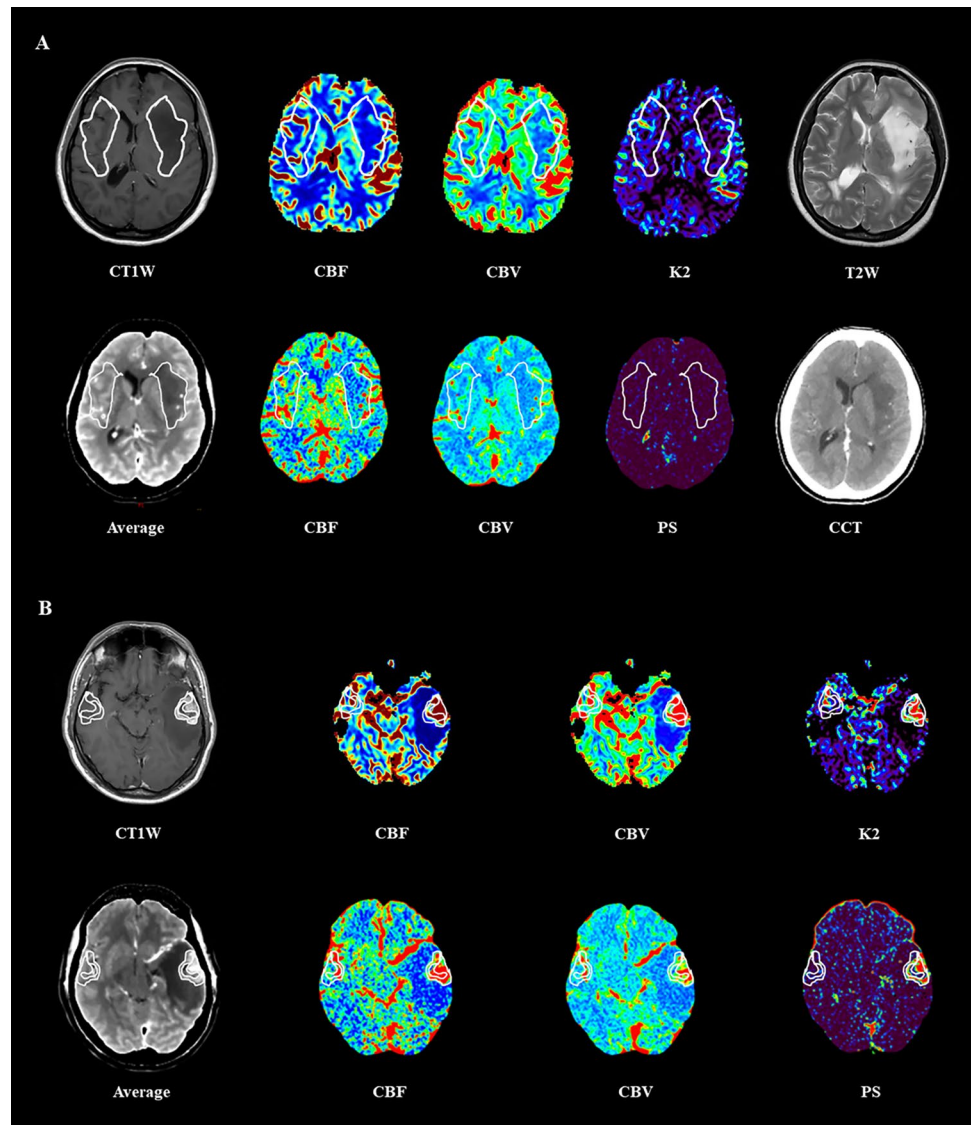 A
CT1W CBF CBV K2 T2W
Average CBF CBV PS CCT
B
CT1W CBF CBV K2
Average CBF CBV PS